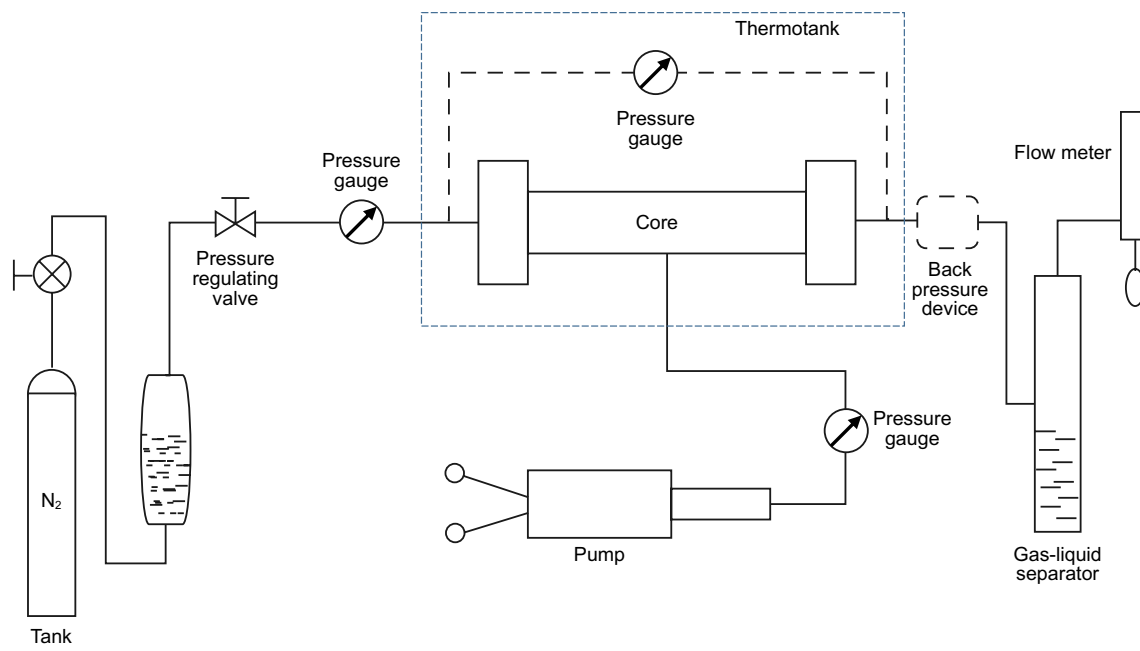 Thermotank
Pressure
gauge
Flow meter
Pressure
gauge
Core
Pressure
regulating
valve
Back
pressure
device
Pressure
gauge
N₂
Pump
Gas-liquid
separator
Tank